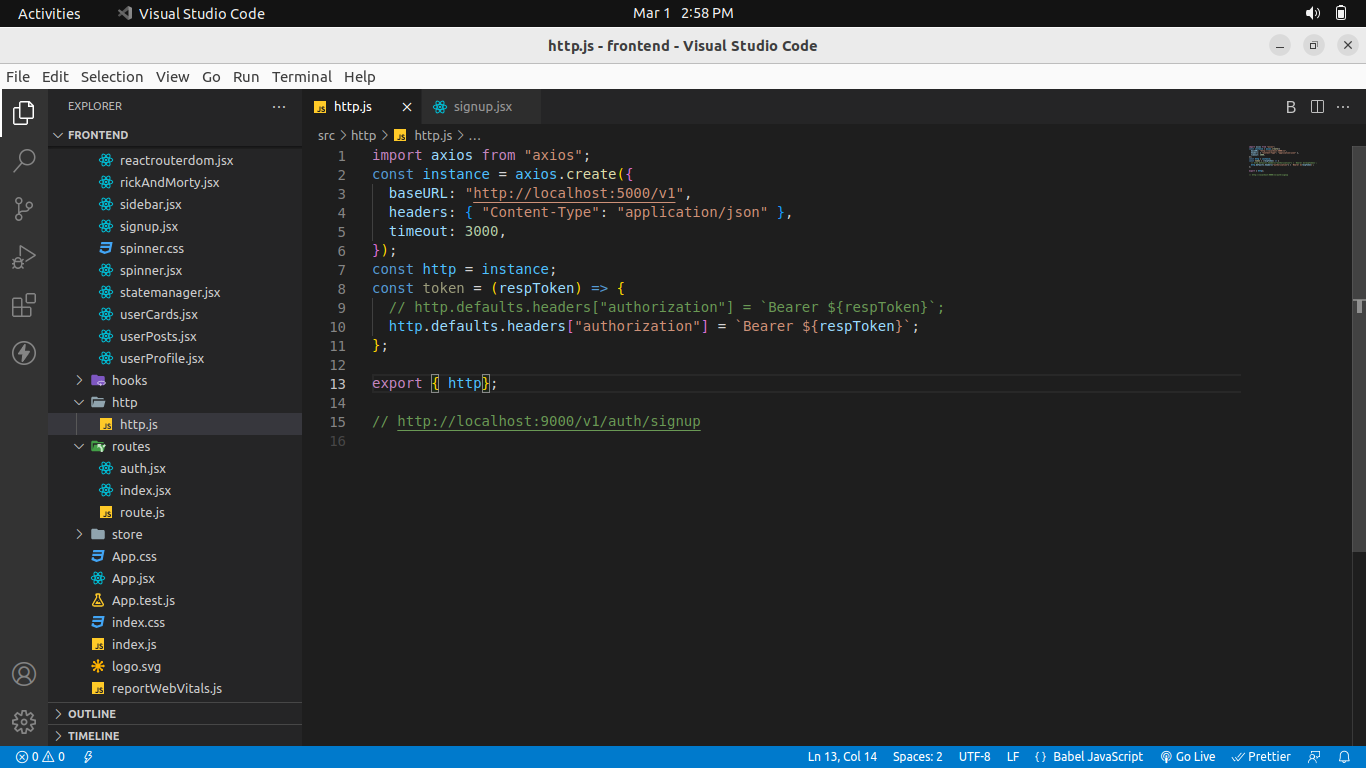 Activities Visual Studio Code Mar 1 2:58 PM
http.js - frontend - Visual Studio Code
File Edit Selection View Go Run Terminal Help
EXPLORER
FRONTEND
reactrouterdom.jsx
rickAndMorty.jsx
sidebar.jsx
signup.jsx
spinner.css
spinner.jsx
statemanager.jsx
userCards.jsx
userPosts.jsx
userProfile.jsx
hooks
http
http.js
routes
auth.jsx
index.jsx
route.js
store
App.css
App.jsx
App.test.js
index.css
index.js
logo.svg
reportWebVitals.js
OUTLINE
TIMELINE
http.js signup.jsx B
src > http > JS http.js > ...
1 import axios from "axios";
2 const instance = axios.create({
3 baseURL: "http://localhost:5000/v1",
4 headers: { "Content-Type": "application/json" },
5 timeout: 3000,
6 });
7 const http = instance;
8 const token = (respToken) => {
9 // http.defaults.headers["authorization"] = `Bearer ${respToken}`;
10 http.defaults.headers["authorization"] = `Bearer ${respToken}`;
11 };
12
13 export { http};
14
15 // http://localhost:9000/v1/auth/signup
16
0 0 Ln 13, Col 14 Spaces: 2 UTF-8 LF {} Babel JavaScript Go Live Prettier